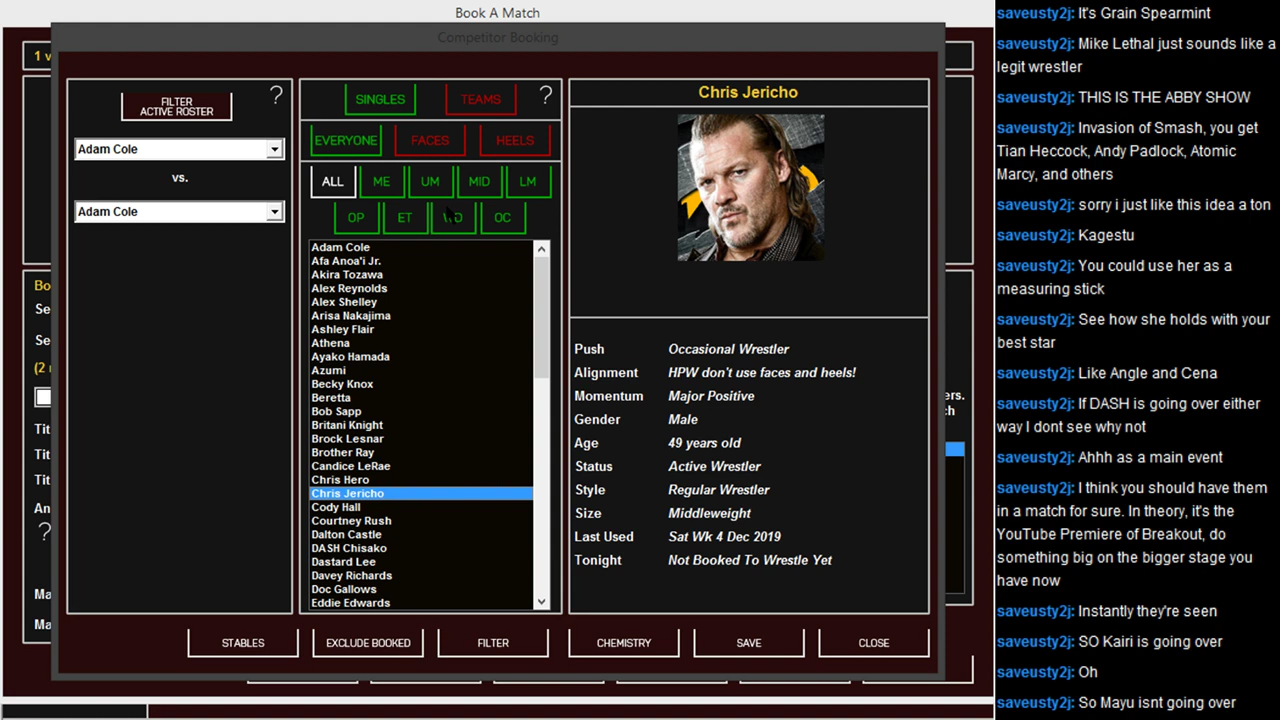 Book A Match
Competitor Booking
1 v
FILTER
ACTIVE ROSTER
?
Adam Cole
vs.
Adam Cole
SINGLES
TEAMS
?
EVERYONE
FACES
HEELS
ALL
ME
UM
MID
LM
OP
ET
OC
Adam Cole
Afa Anoa'i Jr.
Akira Tozawa
Alex Reynolds
Alex Shelley
Arisa Nakajima
Ashley Flair
Athena
Ayako Hamada
Azumi
Becky Knox
Beretta
Bob Sapp
Britani Knight
Brock Lesnar
Brother Ray
Candice LeRae
Chris Hero
Chris Jericho
Cody Hall
Courtney Rush
Dalton Castle
DASH Chisako
Dastard Lee
Davey Richards
Doc Gallows
Eddie Edwards
Chris Jericho
Push Occasional Wrestler
Alignment HPW don't use faces and heels!
Momentum Major Positive
Gender Male
Age 49 years old
Status Active Wrestler
Style Regular Wrestler
Size Middleweight
Last Used Sat Wk 4 Dec 2019
Tonight Not Booked To Wrestle Yet
STABLES
EXCLUDE BOOKED
FILTER
CHEMISTRY
SAVE
CLOSE
Bo
Se
Se
(2
Tit
Tit
Tit
An
?
Ma
Ma
ers.
ch
saveusty2j: It's Grain Spearmint
saveusty2j: Mike Lethal just sounds like a
legit wrestler
saveusty2j: THIS IS THE ABBY SHOW
saveusty2j: Invasion of Smash, you get
Tian Heccock, Andy Padlock, Atomic
Marcy, and others
saveusty2j: sorry i just like this idea a ton
saveusty2j: Kagestu
saveusty2j: You could use her as a
measuring stick
saveusty2j: See how she holds with your
best star
saveusty2j: Like Angle and Cena
saveusty2j: If DASH is going over either
way I dont see why not
saveusty2j: Ahhh as a main event
saveusty2j: I think you should have them
in a match for sure. In theory, it's the
YouTube Premiere of Breakout, do
something big on the bigger stage you
have now
saveusty2j: Instantly they're seen
saveusty2j: SO Kairi is going over
saveusty2j: Oh
saveusty2j: So Mayu isnt going over